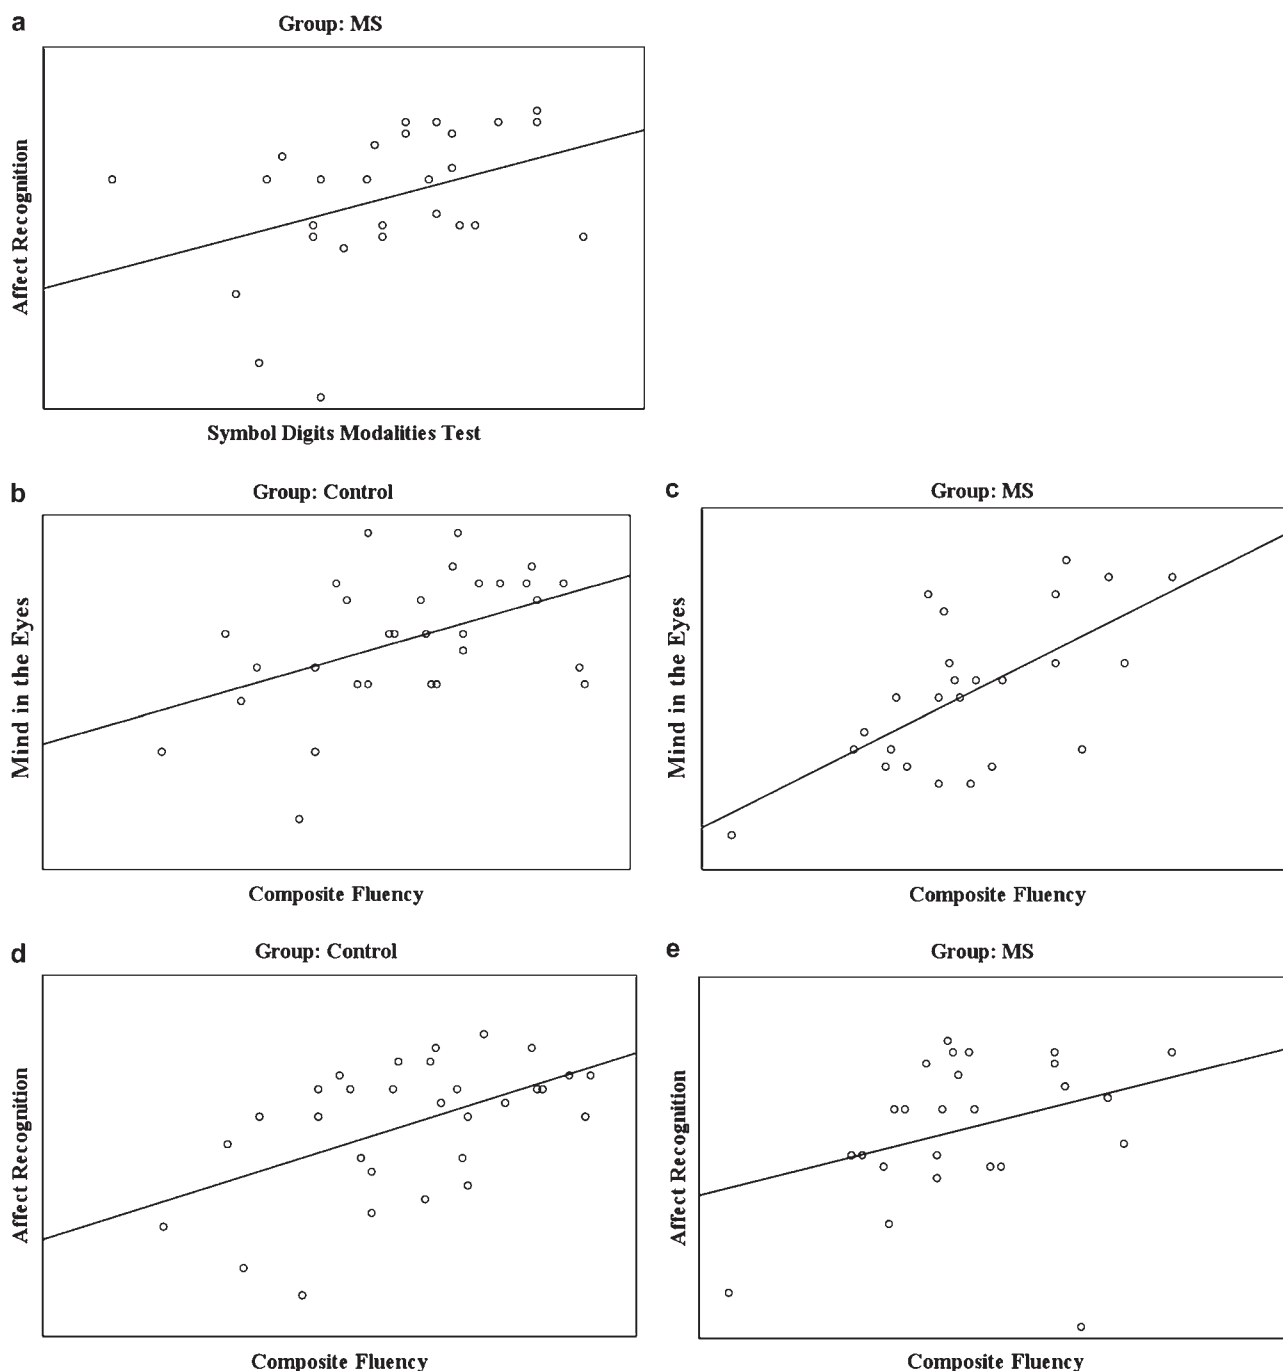 a
Group: MS
Affect Recognition
Symbol Digits Modalities Test
b
Group: Control
Mind in the Eyes
Composite Fluency
c
Group: MS
Mind in the Eyes
Composite Fluency
d
Group: Control
Affect Recognition
Composite Fluency
e
Group: MS
Affect Recognition
Composite Fluency